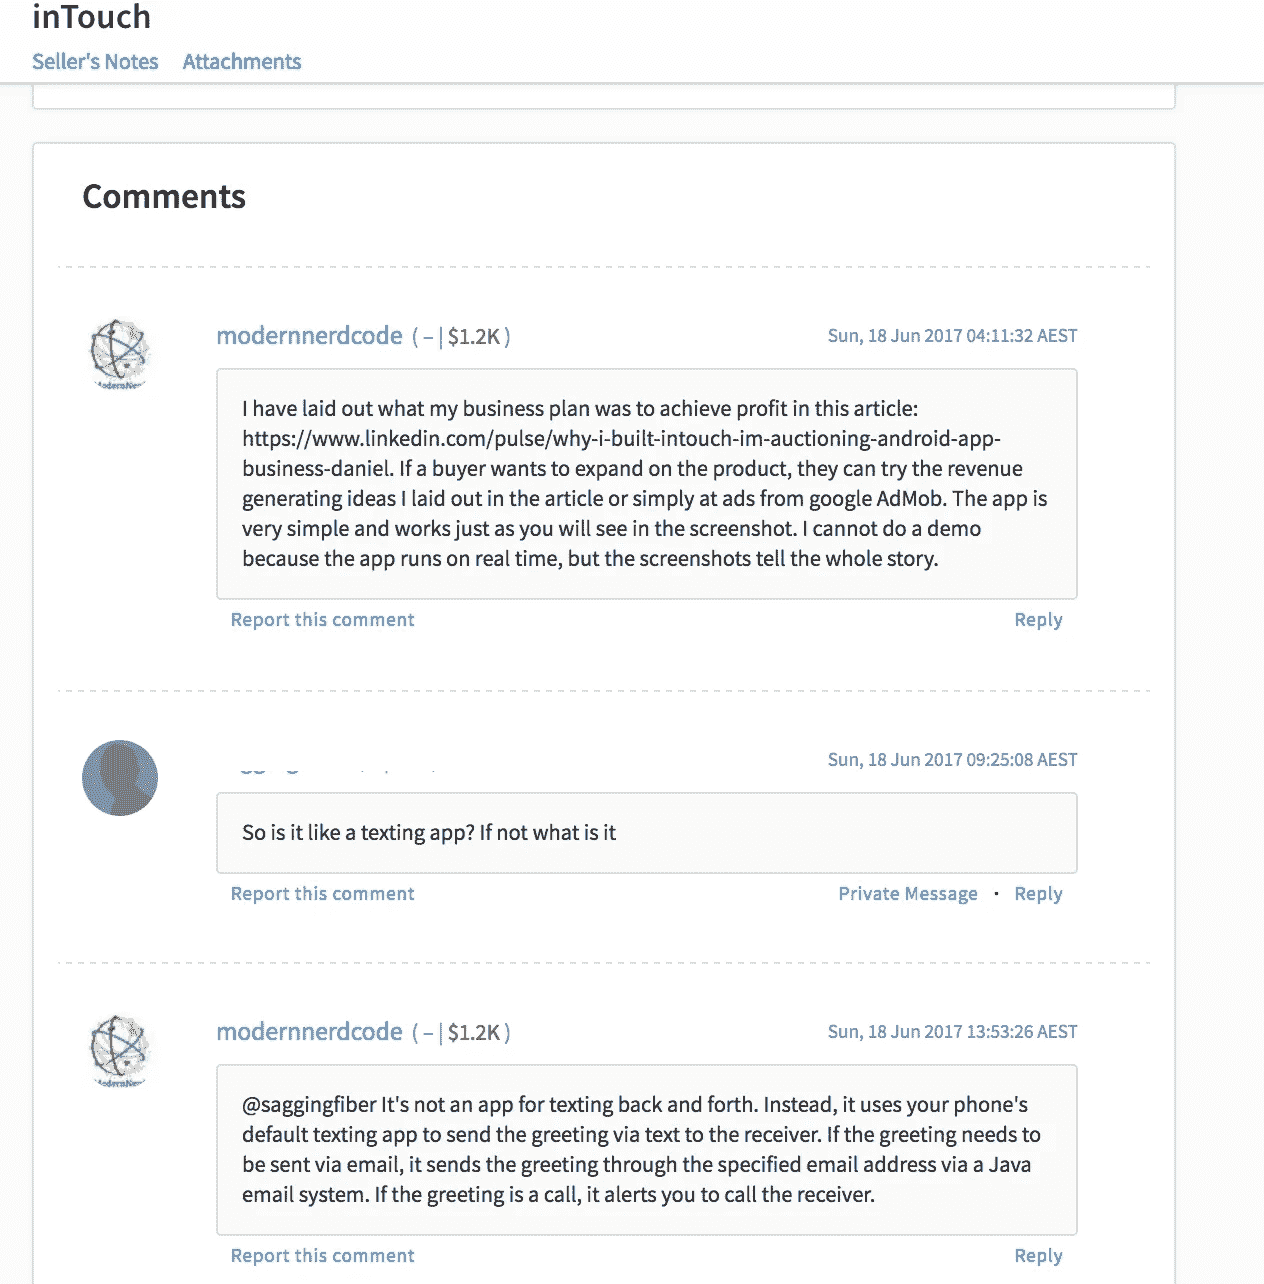 inTouch
Seller's Notes Attachments
Comments
modernnerdcode ( – | $1.2K ) Sun, 18 Jun 2017 04:11:32 AEST
I have laid out what my business plan was to achieve profit in this article:
https://www.linkedin.com/pulse/why-i-built-intouch-im-auctioning-android-app-
business-daniel. If a buyer wants to expand on the product, they can try the revenue
generating ideas I laid out in the article or simply at ads from google AdMob. The app is
very simple and works just as you will see in the screenshot. I cannot do a demo
because the app runs on real time, but the screenshots tell the whole story.
Report this comment Reply
Sun, 18 Jun 2017 09:25:08 AEST
So is it like a texting app? If not what is it
Report this comment Private Message · Reply
modernnerdcode ( – | $1.2K ) Sun, 18 Jun 2017 13:53:26 AEST
@saggingfiber It's not an app for texting back and forth. Instead, it uses your phone's
default texting app to send the greeting via text to the receiver. If the greeting needs to
be sent via email, it sends the greeting through the specified email address via a Java
email system. If the greeting is a call, it alerts you to call the receiver.
Report this comment Reply